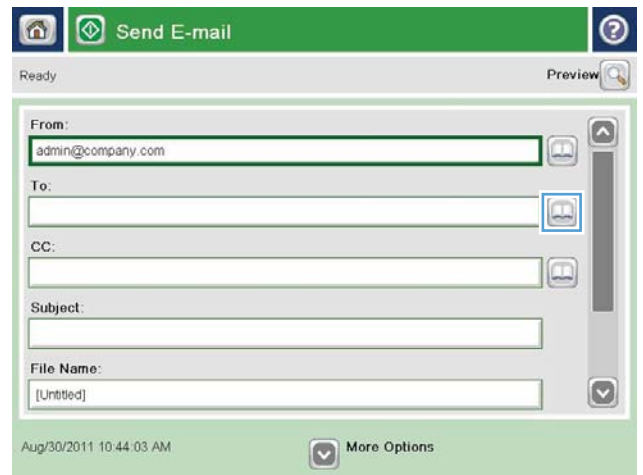 Send E-mail
Ready
Preview
From:
admin@company.com
To:
CC:
Subject:
File Name:
[Untitled]
Aug/30/2011 10:44:03 AM
More Options